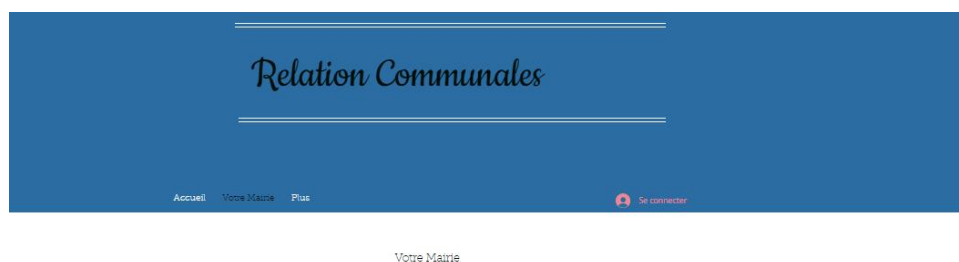 Relation Communales
Accueil Votre Mairie Plus Se connecter
Votre Mairie